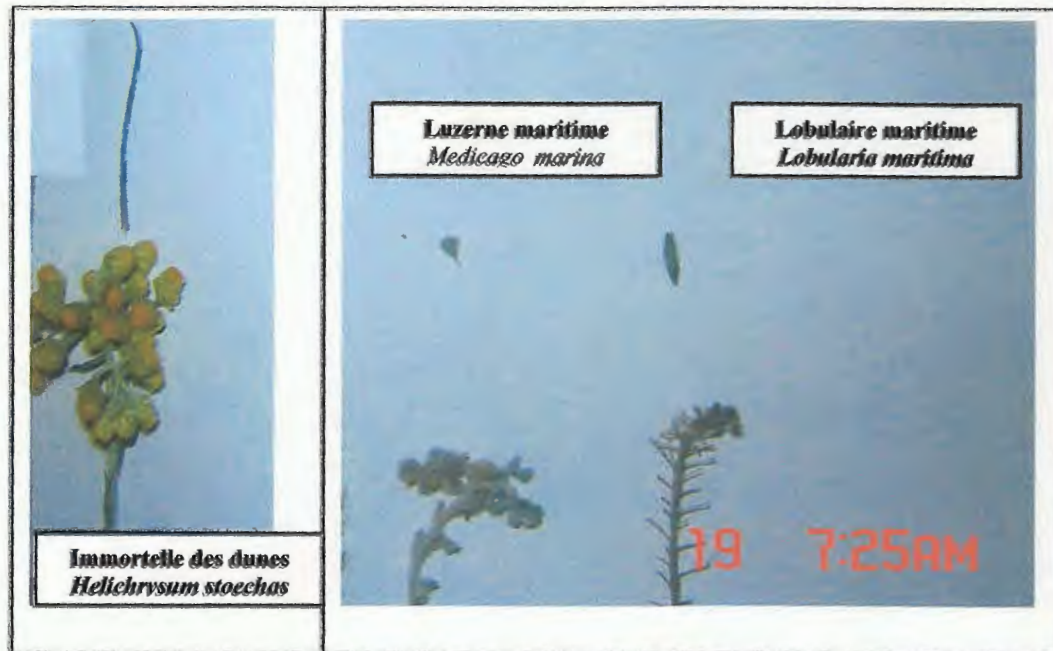 Luzerne maritime
Medicago marina
Lobulaire maritime
Lobularia maritima
Immortelle des dunes
Helichrysum stoechas
19 7:25AM